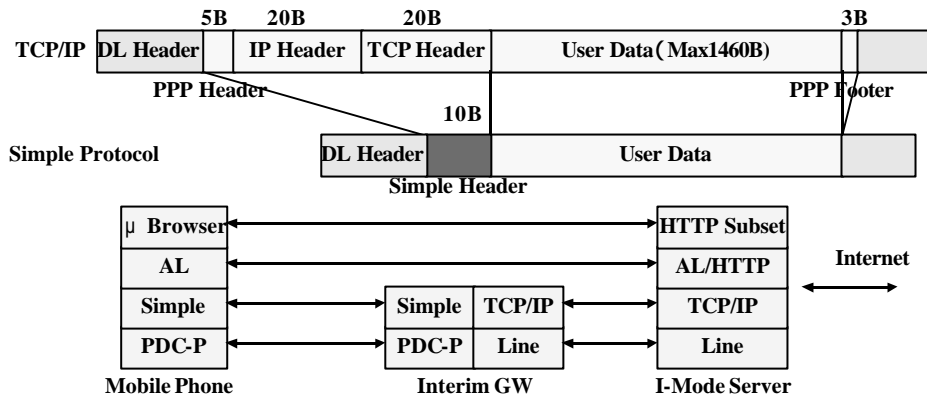 5B 20B 20B 3B
TCP/IP DL Header IP Header TCP Header User Data(Max1460B)
PPP Header PPP Footer
10B
Simple Protocol DL Header User Data
Simple Header
μ Browser HTTP Subset
AL AL/HTTP Internet
Simple Simple TCP/IP TCP/IP
PDC-P PDC-P Line Line
Mobile Phone Interim GW I-Mode Server